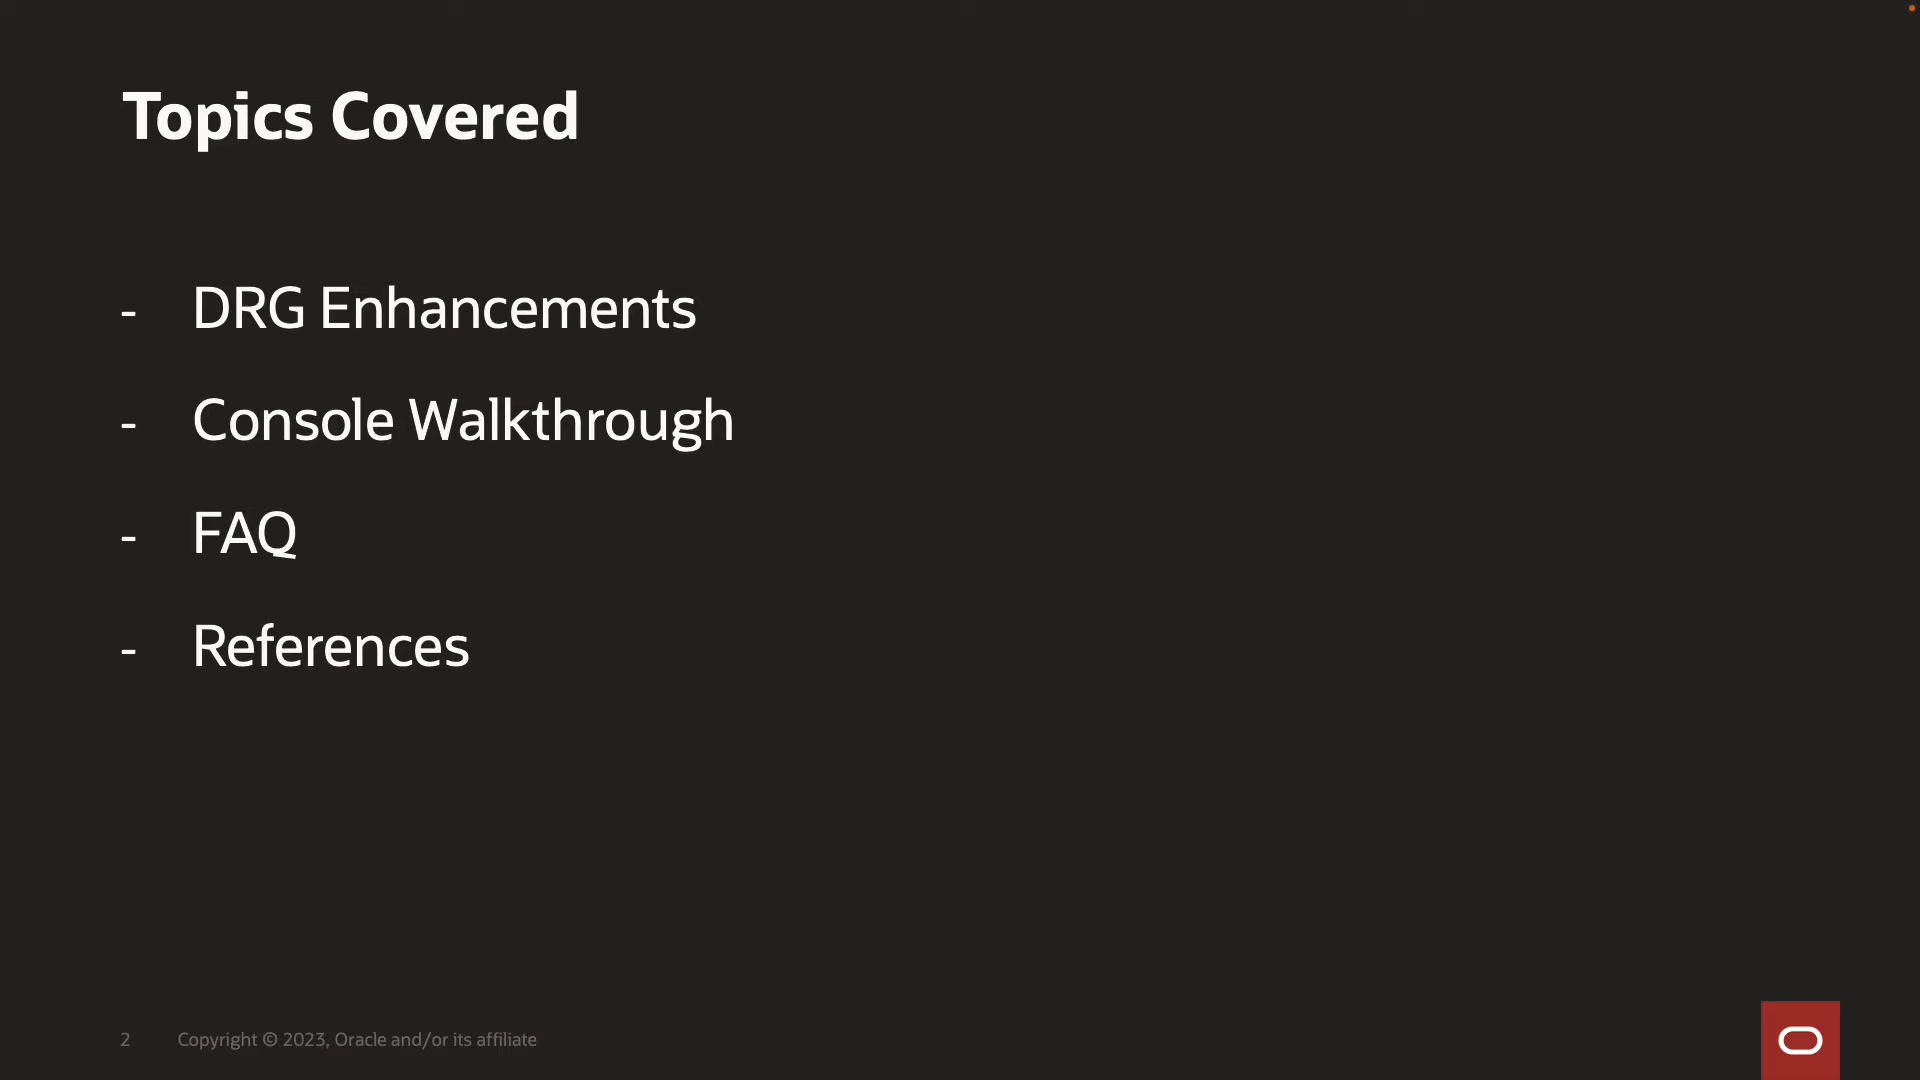 Topics Covered
- DRG Enhancements
- Console Walkthrough
- FAQ
- References
2 Copyright © 2023, Oracle and/or its affiliate